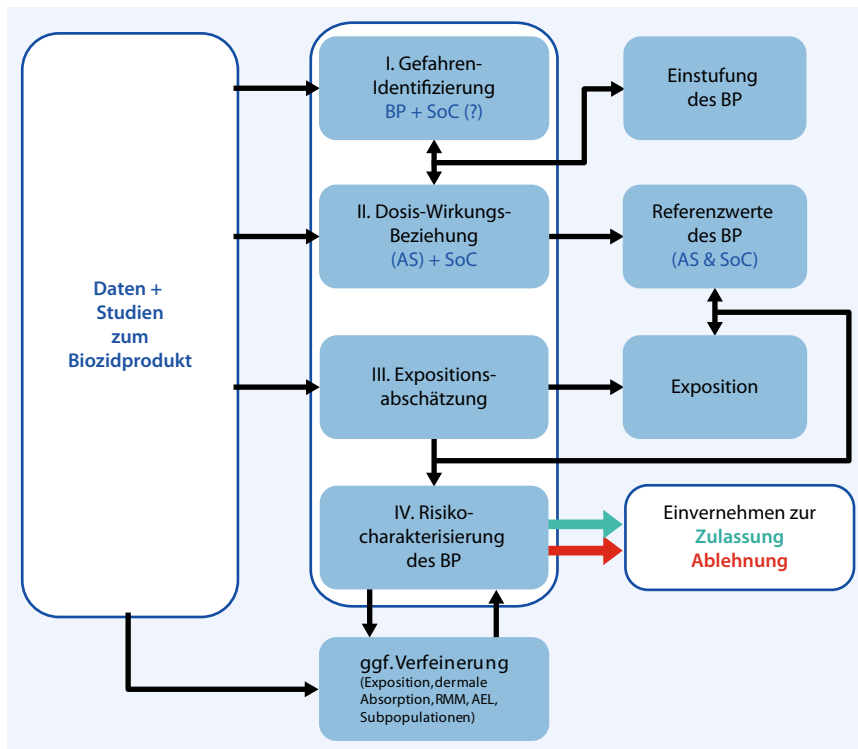 Daten +
Studien
zum
Biozidprodukt
I. Gefahren-
Identifizierung
BP + SoC (?)
Einstufung
des BP
II. Dosis-Wirkungs-
Beziehung
(AS) + SoC
Referenzwerte
des BP
(AS & SoC)
III. Expositions-
abschätzung
Exposition
IV. Risiko-
charakterisierung
des BP
Einvernehmen zur
Zulassung
Ablehnung
ggf. Verfeinerung
(Exposition, dermale
Absorption, RMM, AEL,
Subpopulationen)